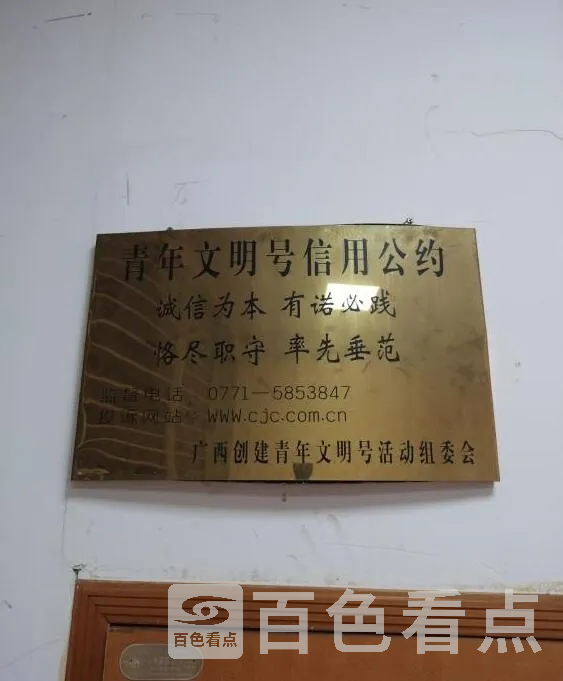 青年文明号信用公约
诚信为本 有诺必践
恪尽职守 率先垂范
监督电话：0771—5853847
投诉网站：www.cjc.com.cn
广西创建青年文明号活动组委会
百色看点
百色看点